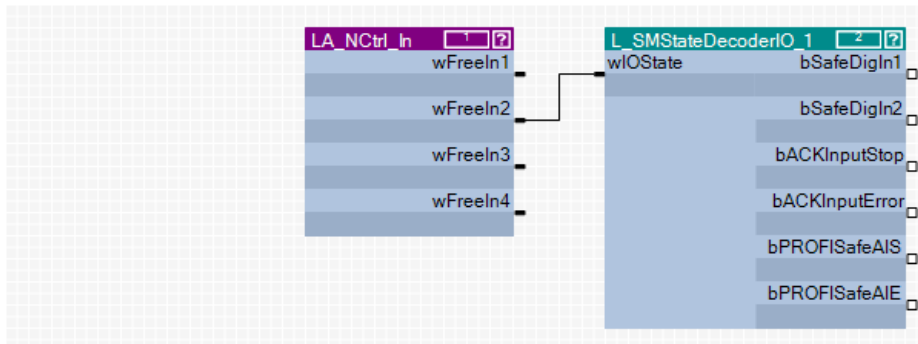 LA_NCtrl_In 1 ?
wFreeIn1
wFreeIn2
wFreeIn3
wFreeIn4
L_SMStateDecoderIO_1 2 ?
wIOState bSafeDigIn1
bSafeDigIn2
bACKInputStop
bACKInputError
bPROFISafeAIS
bPROFISafeAIE